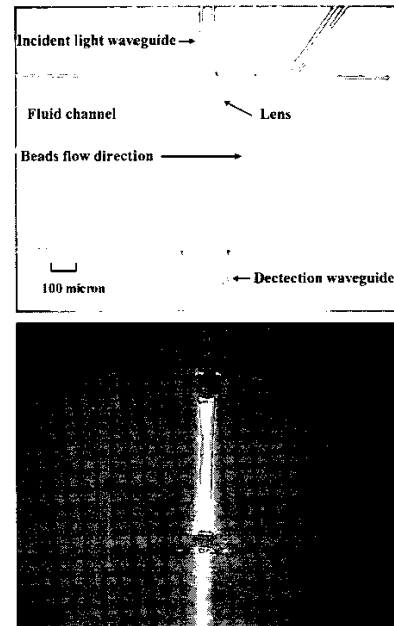 Incident light waveguide
Fluid channel
Lens
Beads flow direction
100 micron
Dectection waveguide